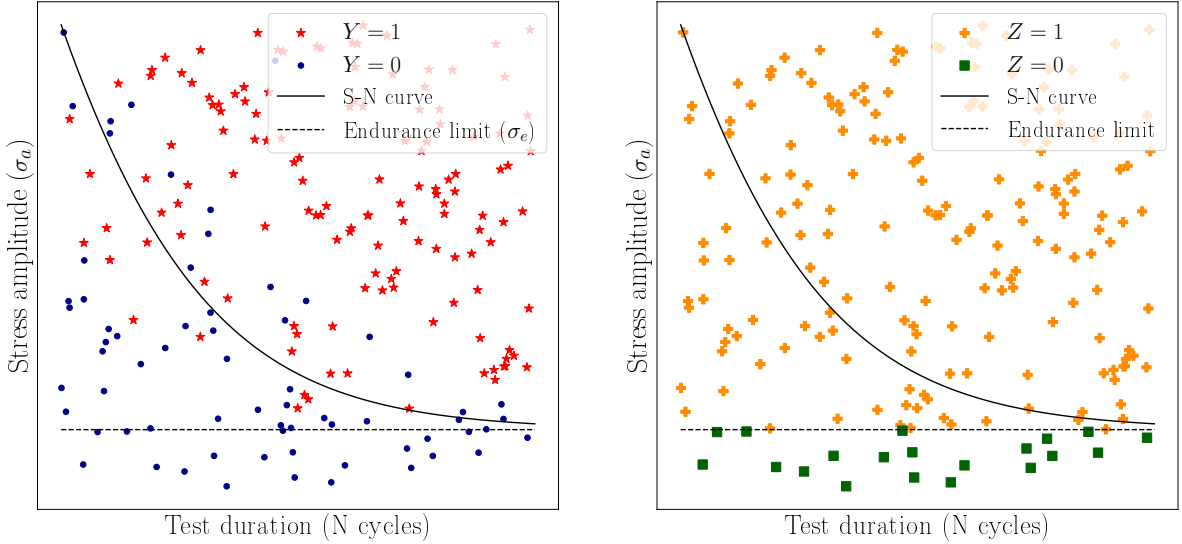 Y = 1
Y = 0
S-N curve
Endurance limit (σₑ)
Stress amplitude (σₐ)
Test duration (N cycles)
Z = 1
Z = 0
S-N curve
Endurance limit
Stress amplitude (σₐ)
Test duration (N cycles)